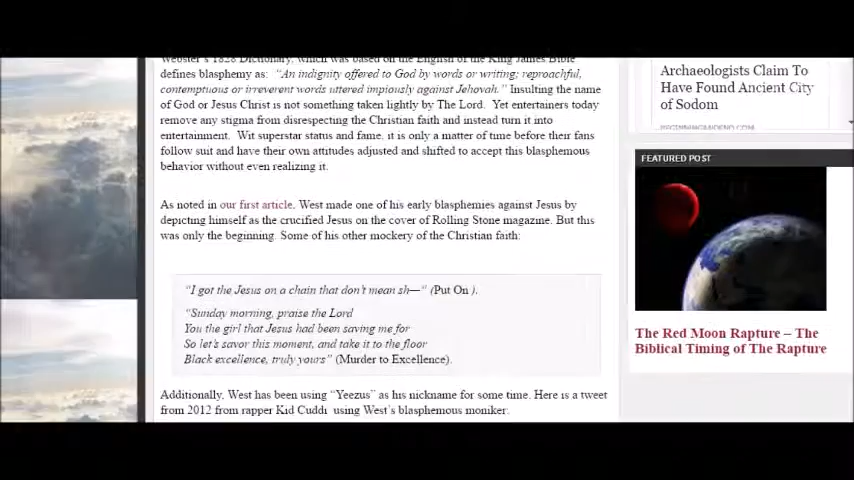 Webster's 1828 Dictionary, which was based on the English of the King James Bible
defines blasphemy as: "An indignity offered to God by words or writing; reproachful,
contemptuous or irreverent words uttered impiously against Jehovah." Insulting the name
of God or Jesus Christ is not something taken lightly by The Lord. Yet entertainers today
remove any stigma from disrespecting the Christian faith and instead turn it into
entertainment. Wit superstar status and fame, it is only a matter of time before their fans
follow suit and have their own attitudes adjusted and shifted to accept this blasphemous
behavior without even realizing it.
As noted in our first article, West made one of his early blasphemies against Jesus by
depicting himself as the crucified Jesus on the cover of Rolling Stone magazine. But this
was only the beginning. Some of his other mockery of the Christian faith:
"I got the Jesus on a chain that don't mean sh—" (Put On ).
"Sunday morning, praise the Lord
You the girl that Jesus had been saving me for
So let's savor this moment, and take it to the floor
Black excellence, truly yours" (Murder to Excellence).
Additionally, West has been using "Yeezus" as his nickname for some time. Here is a tweet
from 2012 from rapper Kid Cuddi using West's blasphemous moniker:
Archaeologists Claim To
Have Found Ancient City
of Sodom
FEATURED POST
The Red Moon Rapture – The
Biblical Timing of The Rapture